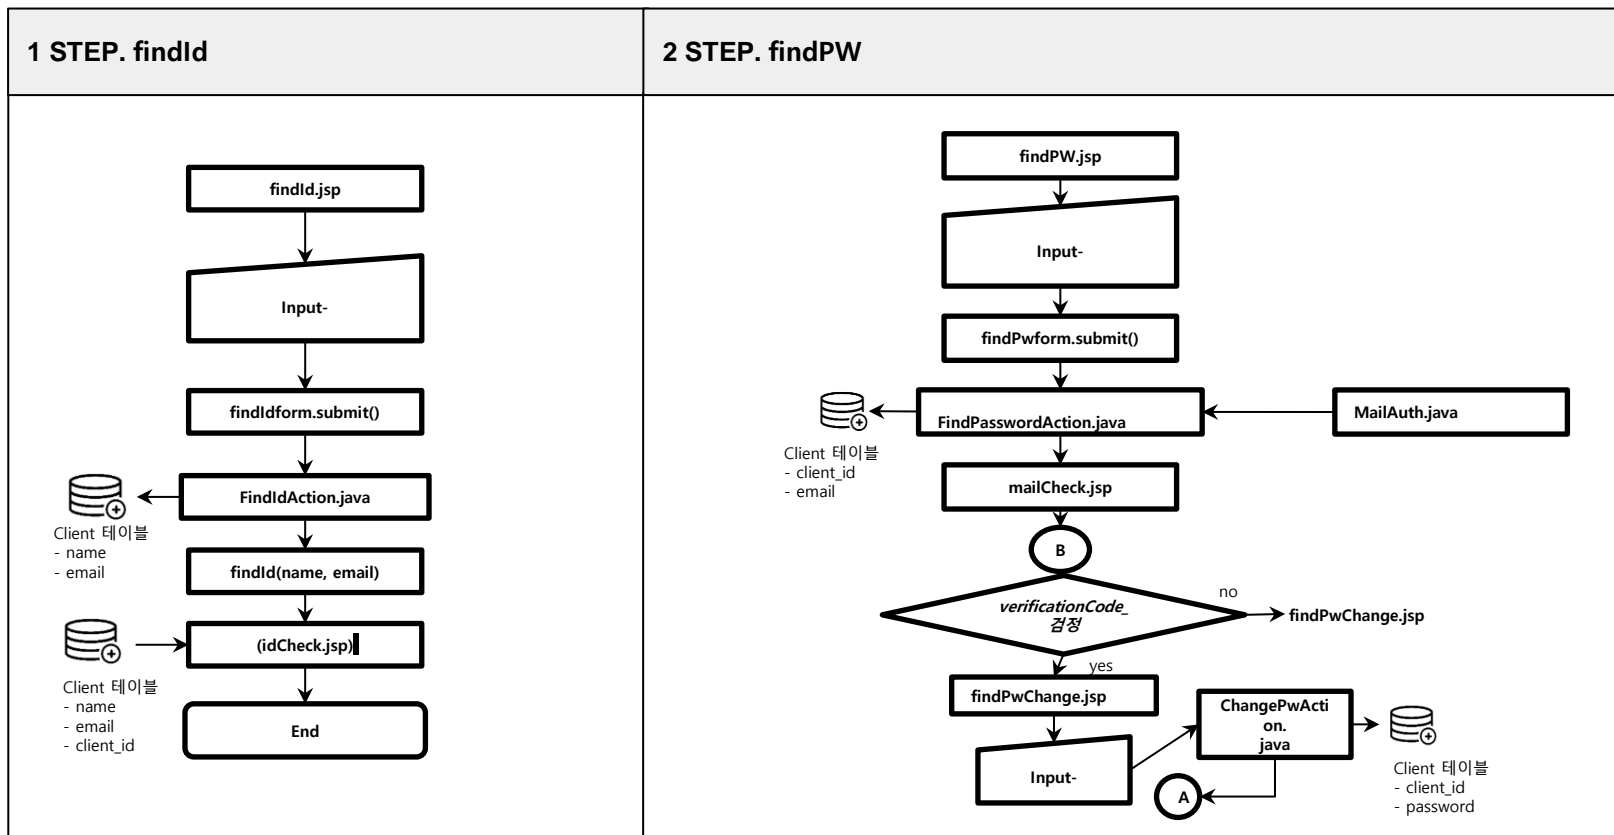 1 STEP. findId
2 STEP. findPW
findId.jsp
Input-
findIdform.submit()
FindIdAction.java
Client 테이블
- name
- email
findId(name, email)
(idCheck.jsp)
Client 테이블
- name
- email
- client_id
End
findPW.jsp
Input-
findPwform.submit()
FindPasswordAction.java
MailAuth.java
Client 테이블
- client_id
- email
mailCheck.jsp
B
verificationCode_
검정
no
findPwChange.jsp
yes
findPwChange.jsp
Input-
ChangePwActi
on.
java
A
Client 테이블
- client_id
- password